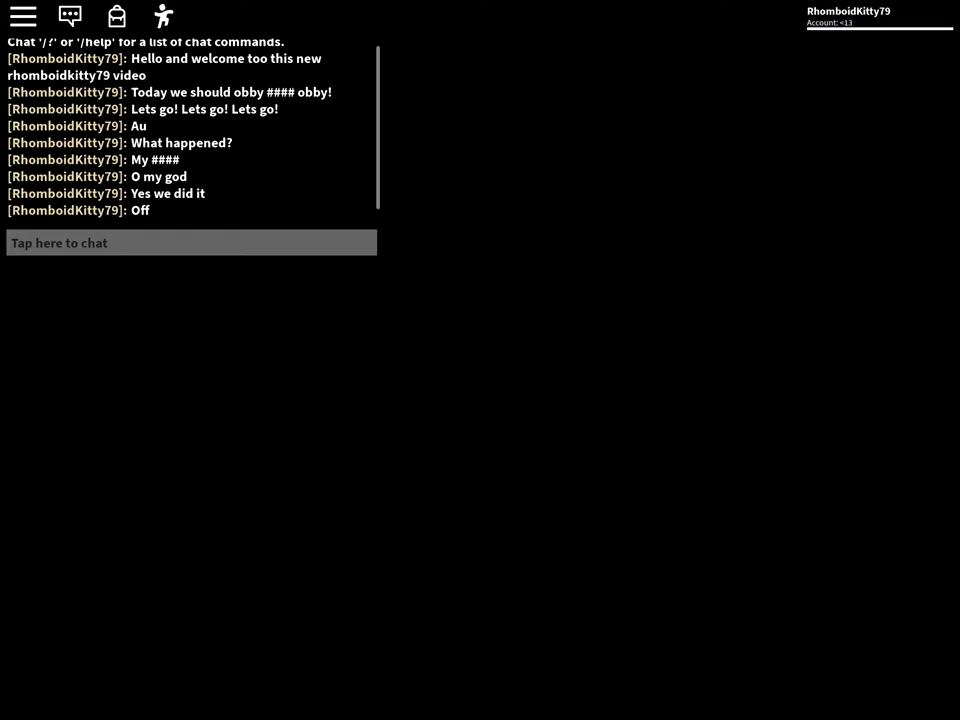 RhomboidKitty79
Account: <13
Chat '/?' or '/help' for a list of chat commands.
[RhomboidKitty79]: Hello and welcome too this new
rhomboidkitty79 video
[RhomboidKitty79]: Today we should obby #### obby!
[RhomboidKitty79]: Lets go! Lets go! Lets go!
[RhomboidKitty79]: Au
[RhomboidKitty79]: What happened?
[RhomboidKitty79]: My ####
[RhomboidKitty79]: O my god
[RhomboidKitty79]: Yes we did it
[RhomboidKitty79]: Off
Tap here to chat